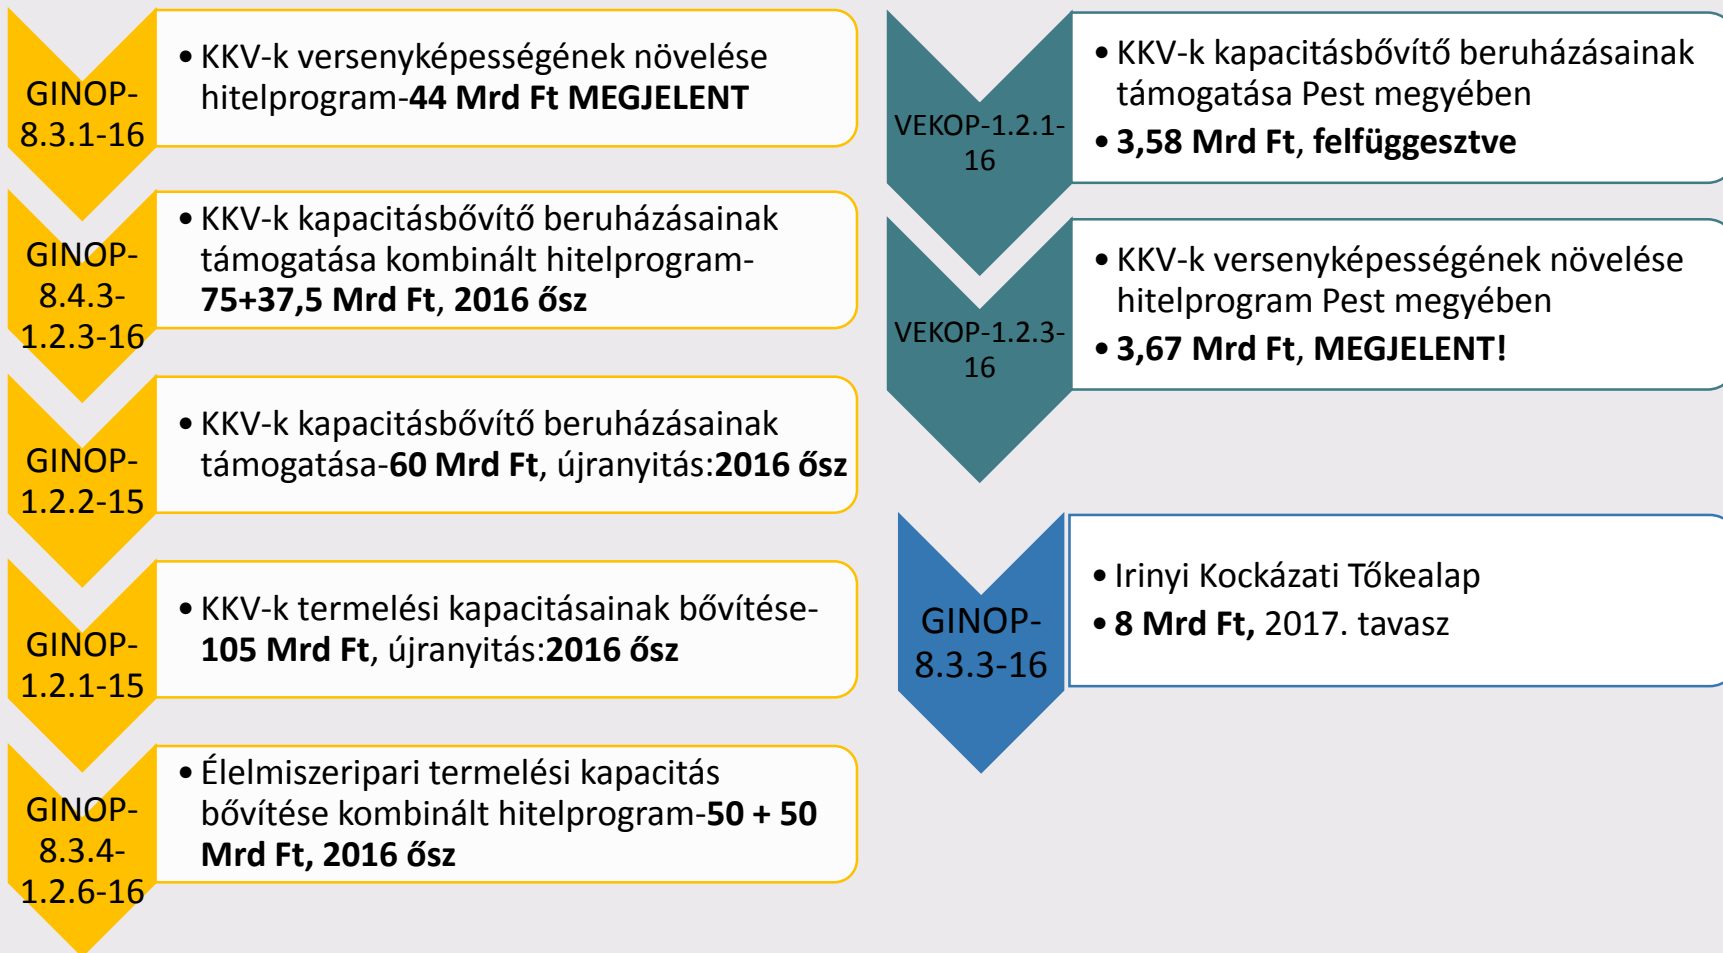 GINOP-
8.3.1-16
• KKV-k versenyképességének növelése
hitelprogram-44 Mrd Ft MEGJELENT
GINOP-
8.4.3-
1.2.3-16
• KKV-k kapacitásbővítő beruházásainak
támogatása kombinált hitelprogram-
75+37,5 Mrd Ft, 2016 ősz
GINOP-
1.2.2-15
• KKV-k kapacitásbővítő beruházásainak
támogatása-60 Mrd Ft, újranyitás:2016 ősz
GINOP-
1.2.1-15
• KKV-k termelési kapacitásainak bővítése-
105 Mrd Ft, újranyitás:2016 ősz
GINOP-
8.3.4-
1.2.6-16
• Élelmiszeripari termelési kapacitás
bővítése kombinált hitelprogram-50 + 50
Mrd Ft, 2016 ősz
VEKOP-1.2.1-
16
• KKV-k kapacitásbővítő beruházásainak
támogatása Pest megyében
• 3,58 Mrd Ft, felfüggesztve
VEKOP-1.2.3-
16
• KKV-k versenyképességének növelése
hitelprogram Pest megyében
• 3,67 Mrd Ft, MEGJELENT!
GINOP-
8.3.3-16
• Irinyi Kockázati Tőkealap
• 8 Mrd Ft, 2017. tavasz